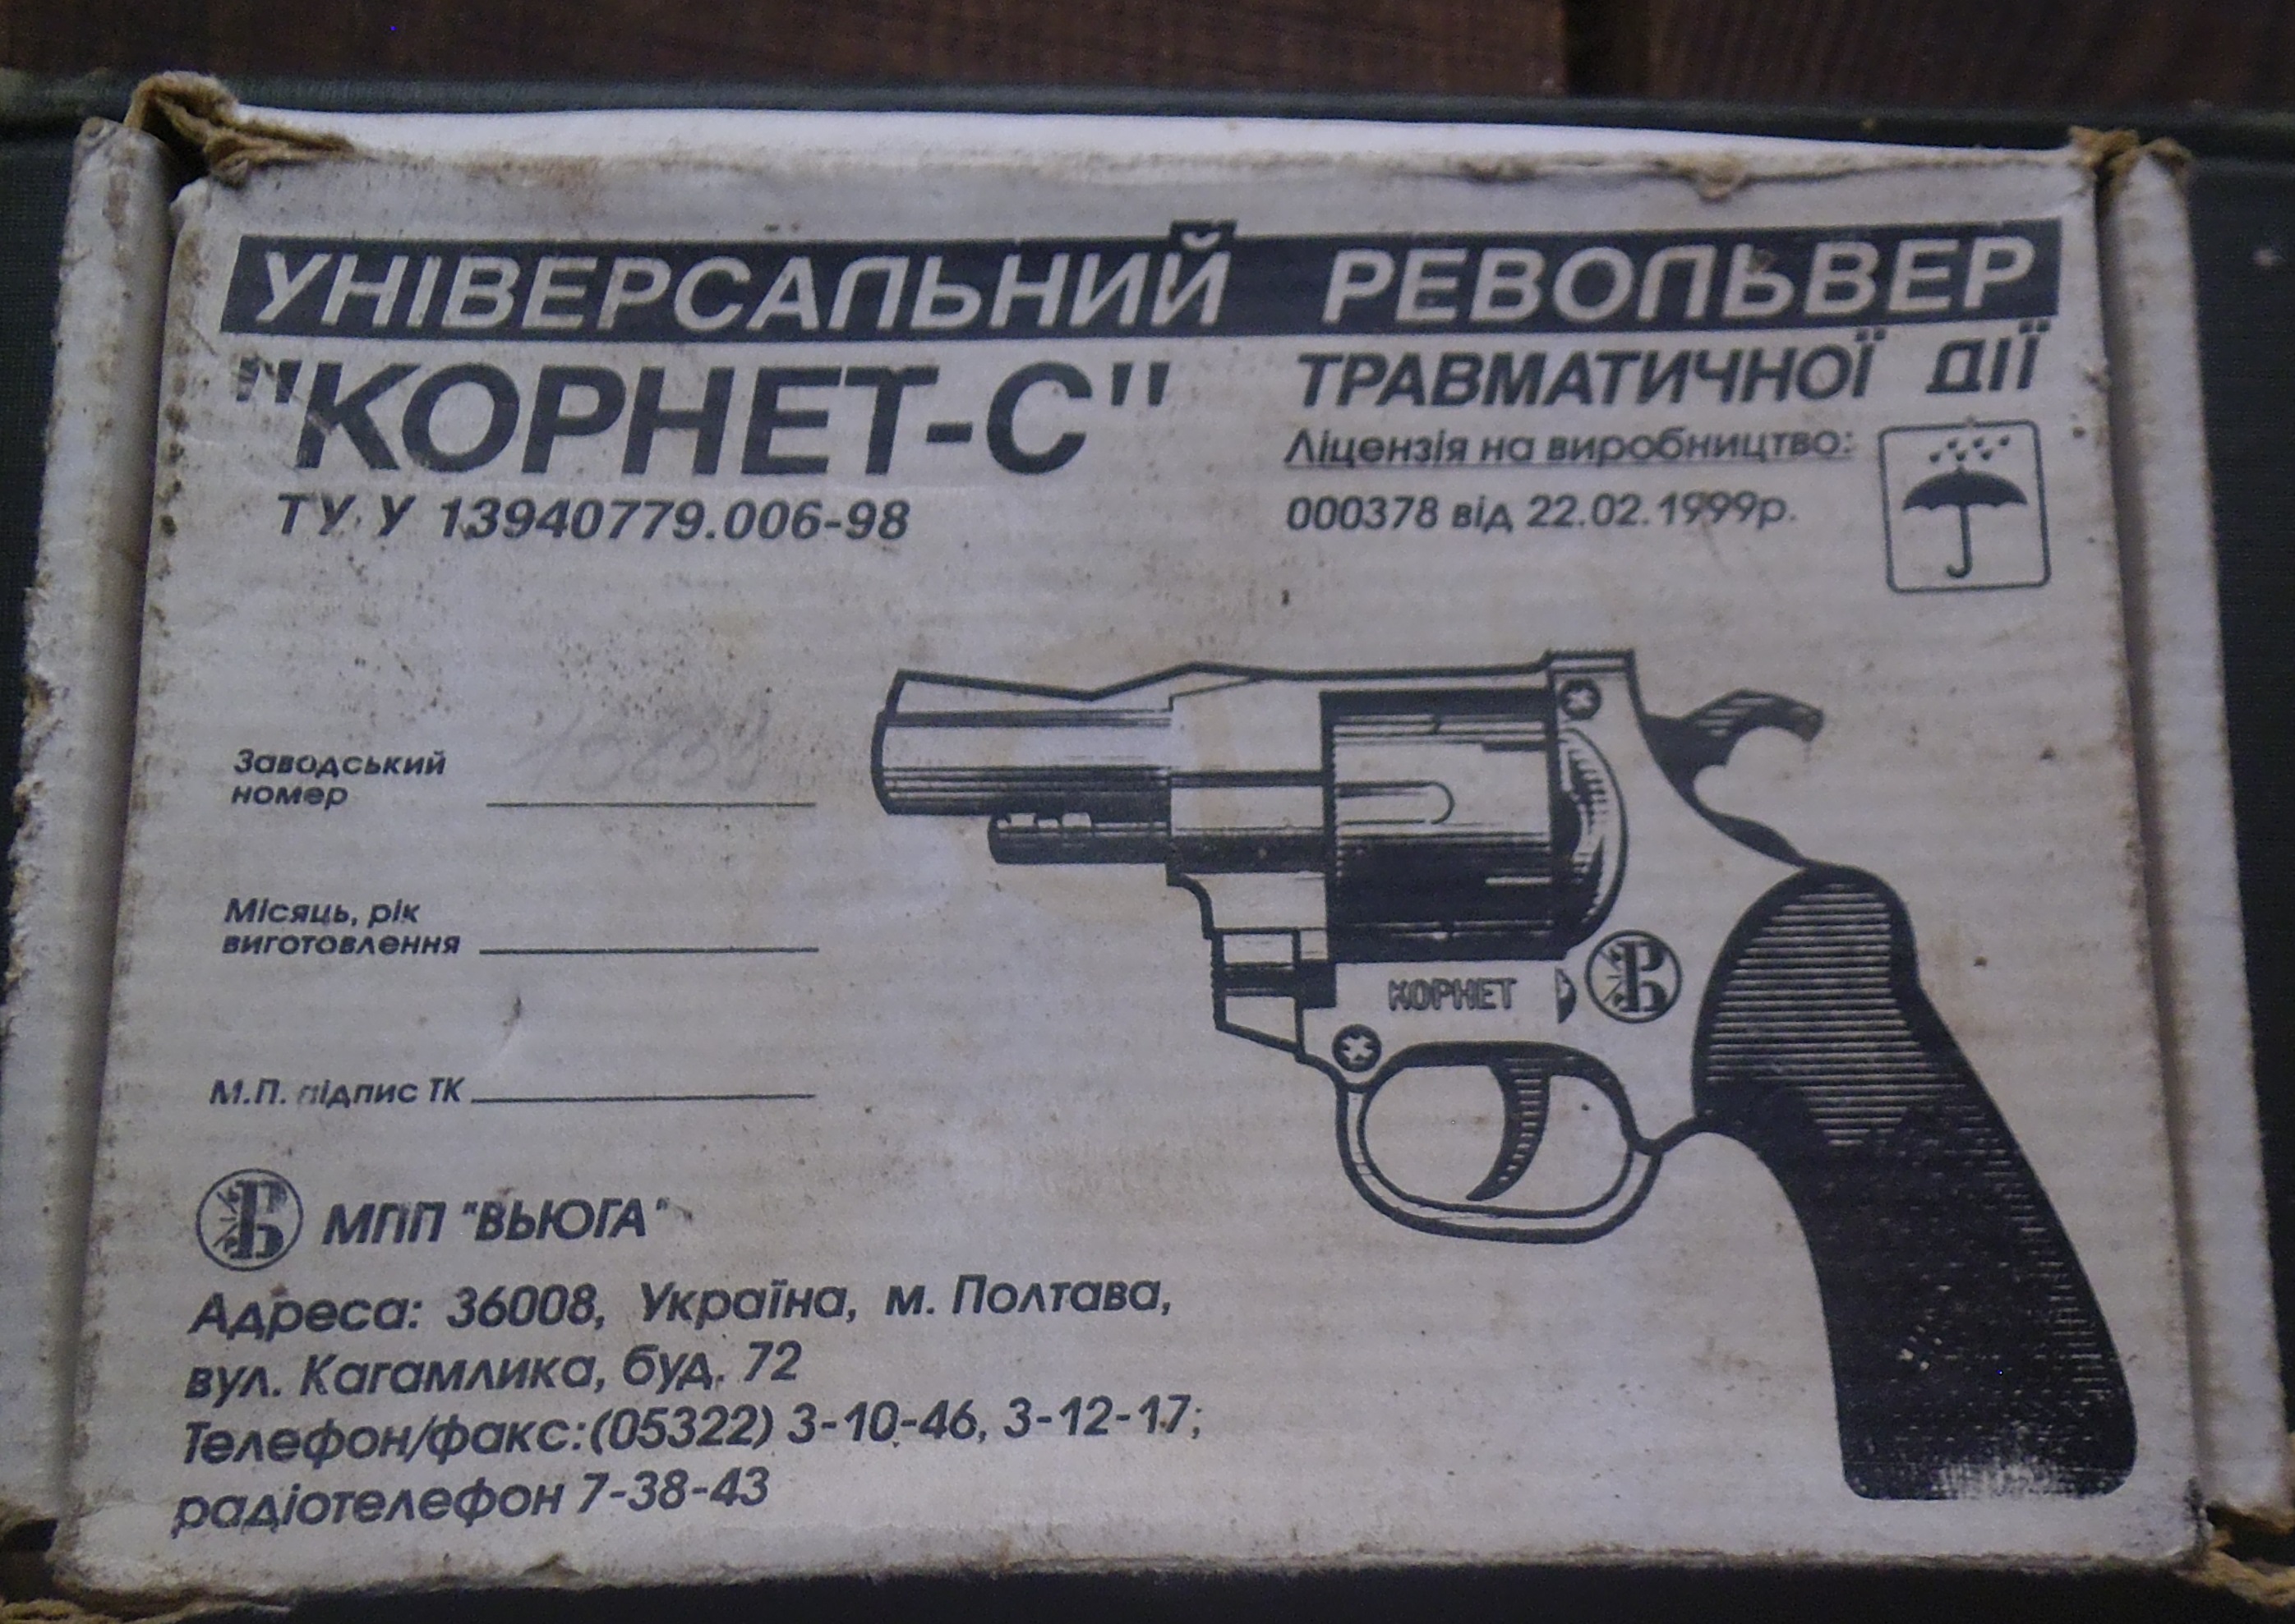 УНІВЕРСАЛЬНИЙ РЕВОЛЬВЕР
"КОРНЕТ-С" ТРАВМАТИЧНОЇ ДІЇ
Ліцензія на виробництво:
ТУ У 13940779.006-98
000378 від 22.02.1999р.
Заводський
номер
Місяць, рік
виготовлення
КОРНЕТ
М.П. підпис ТК
МПП "ВЬЮГА"
Адреса: 36008, Україна, м. Полтава,
вул. Кагамлика, буд. 72
Телефон/факс:(05322) 3-10-46, 3-12-17;
радіотелефон 7-38-43